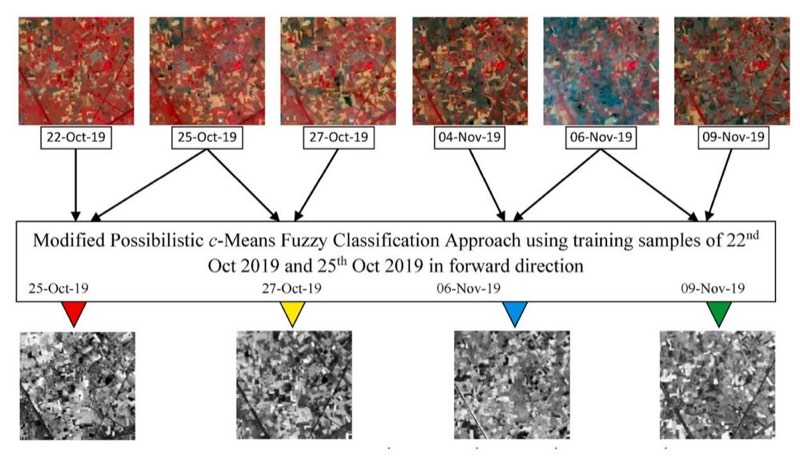 22-Oct-19
25-Oct-19
27-Oct-19
04-Nov-19
06-Nov-19
09-Nov-19
Modified Possibilistic c-Means Fuzzy Classification Approach using training samples of 22nd
Oct 2019 and 25th Oct 2019 in forward direction
25-Oct-19
27-Oct-19
06-Nov-19
09-Nov-19